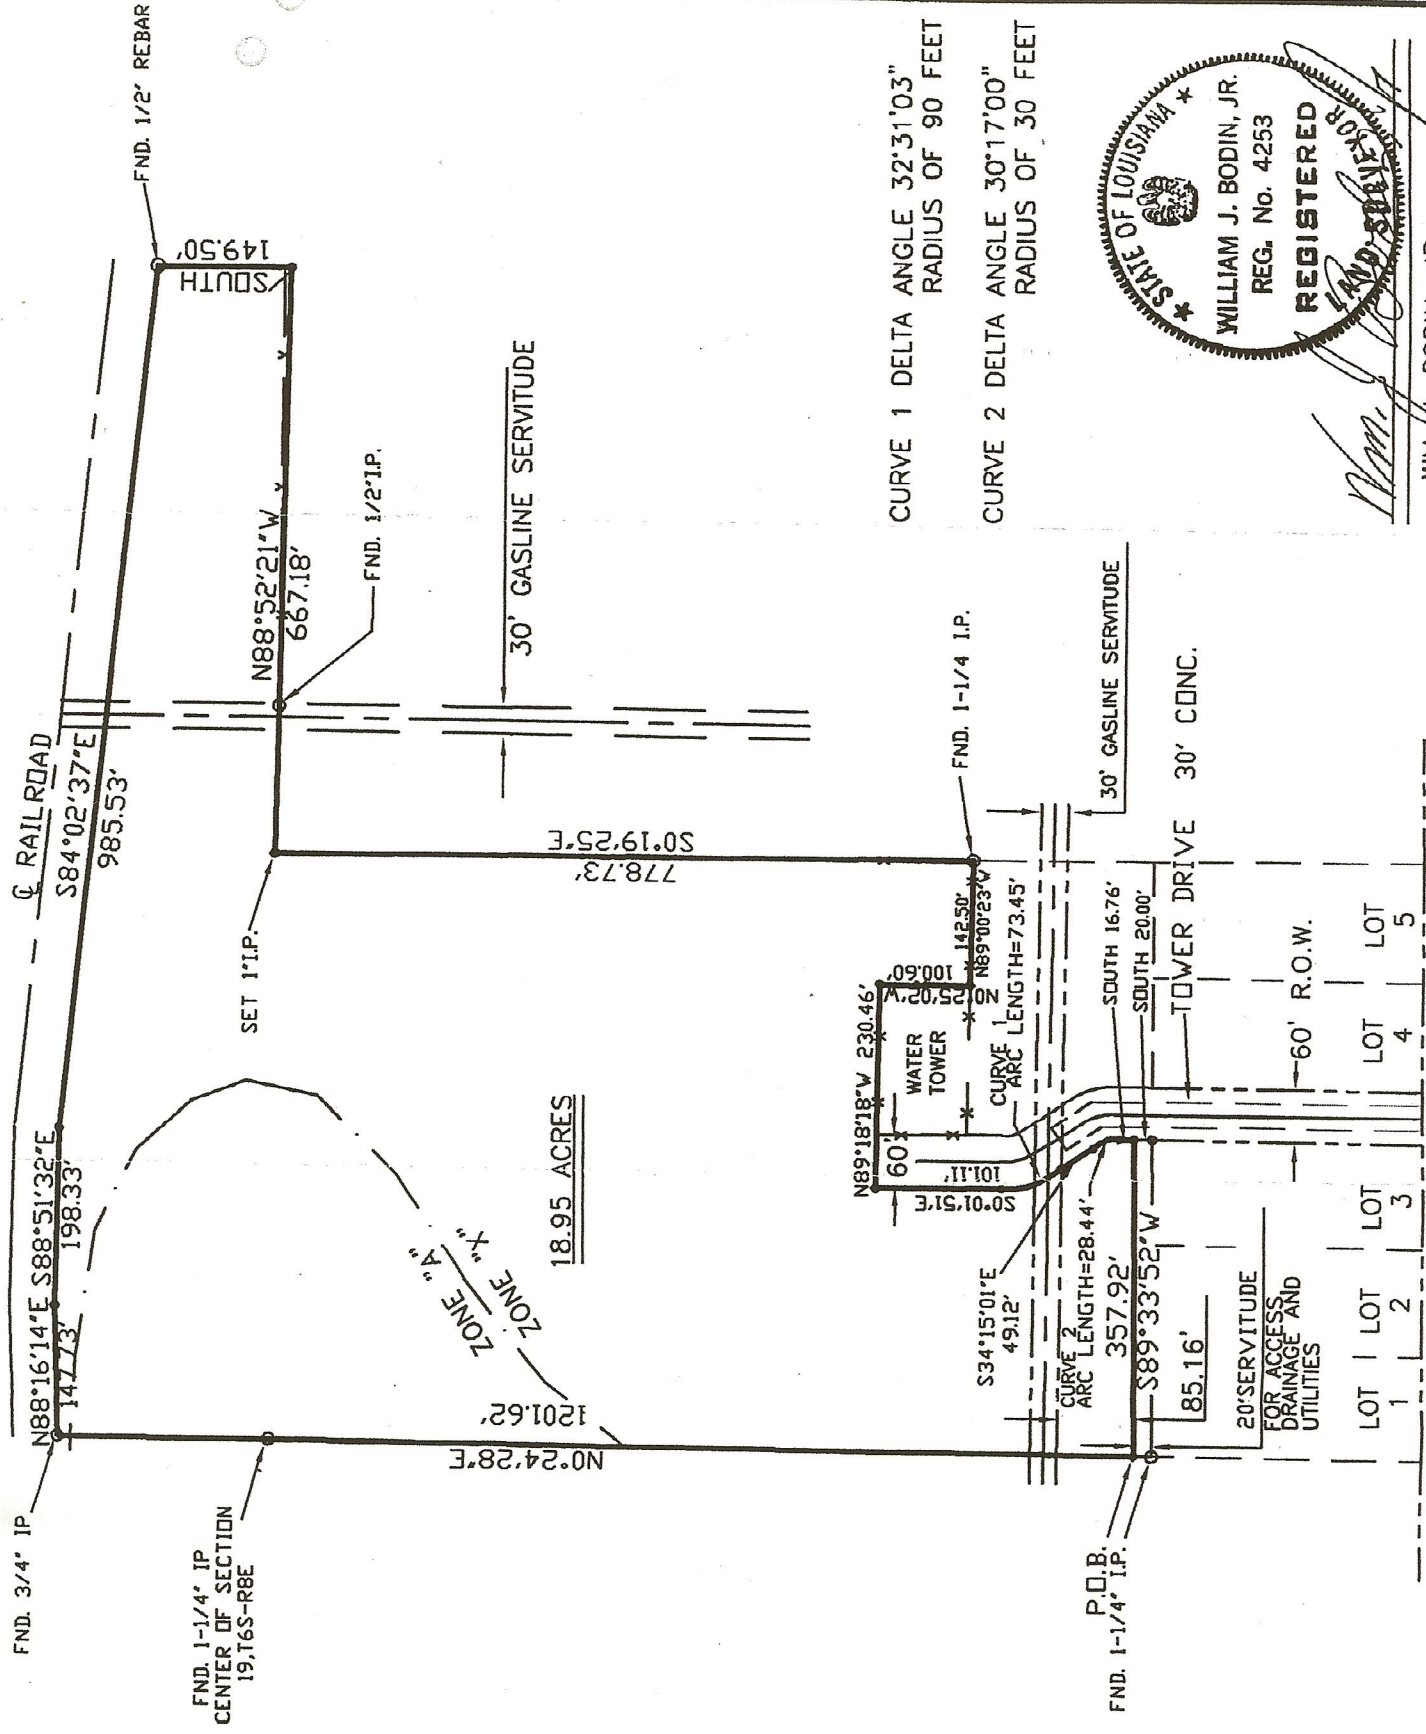 FND. 3/4" IP
FND. 1-1/4" IP
CENTER OF SECTION
19,T6S-R8E
N88°16'14"E
147.73'
S88°51'32"E
198.33'
℄ RAILROAD
S84°02'37"E
985.53'
FND. 1/2" REBAR
SOUTH
149.50'
N88°52'21"W
667.18'
FND. 1/2" I.P.
SET 1" I.P.
30' GASLINE SERVITUDE
S0°19'25"E
778.73'
FND. 1-1/4 I.P.
18.95 ACRES
ZONE "A"
ZONE "X"
N0°24'28"E
1201.62'
N89°18'18"W 230.46'
WATER
TOWER
60'
N0°25'02"W
100.60'
142.50'
N89°00'23"W
S0°01'51"E
101.11'
CURVE 1
ARC LENGTH=73.45'
S34°15'01"E
49.12'
CURVE 2
ARC LENGTH=28.44'
357.92'
S89°33'52"W
85.16'
SOUTH 16.76'
SOUTH 20.00'
30' GASLINE SERVITUDE
TOWER DRIVE 30' CONC.
60' R.O.W.
P.O.B.
FND. 1-1/4" I.P.
20' SERVITUDE
FOR ACCESS,
DRAINAGE AND
UTILITIES
LOT
1
LOT
2
LOT
3
LOT
4
LOT
5
CURVE 1 DELTA ANGLE 32°31'03"
RADIUS OF 90 FEET
CURVE 2 DELTA ANGLE 30°17'00"
RADIUS OF 30 FEET
★ STATE OF LOUISIANA ★
WILLIAM J. BODIN, JR.
REG. No. 4253
REGISTERED
LAND SURVEYOR
Wm. J.